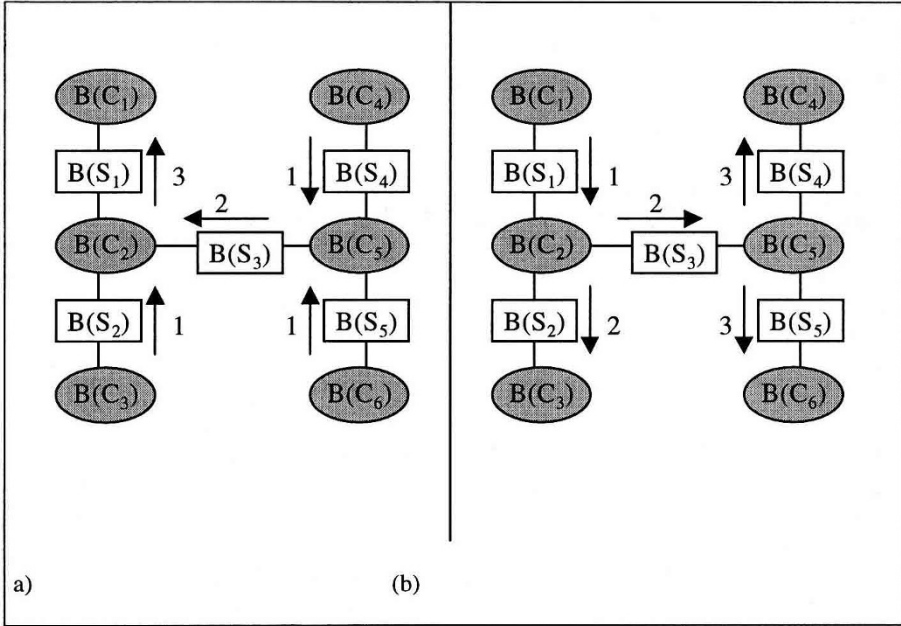 B(C₁)
B(S₁)
3
B(C₂)
B(S₂)
1
B(C₃)
2
B(S₃)
B(C₄)
1
B(S₄)
B(C₅)
1
B(S₅)
B(C₆)
a)
B(C₁)
B(S₁)
1
B(C₂)
B(S₂)
2
B(C₃)
2
B(S₃)
B(C₄)
3
B(S₄)
B(C₅)
3
B(S₅)
B(C₆)
(b)